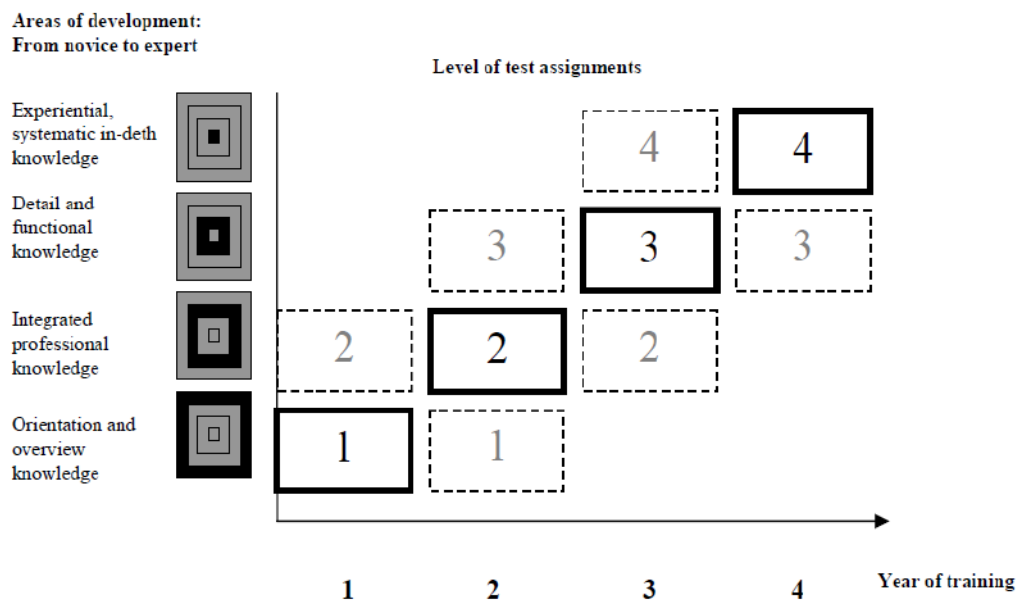 Areas of development:
From novice to expert
Level of test assignments
Experiential,
systematic in-deth
knowledge
4
4
Detail and
functional
knowledge
3
3
3
Integrated
professional
knowledge
2
2
2
Orientation and
overview
knowledge
1
1
1
2
3
4
Year of training